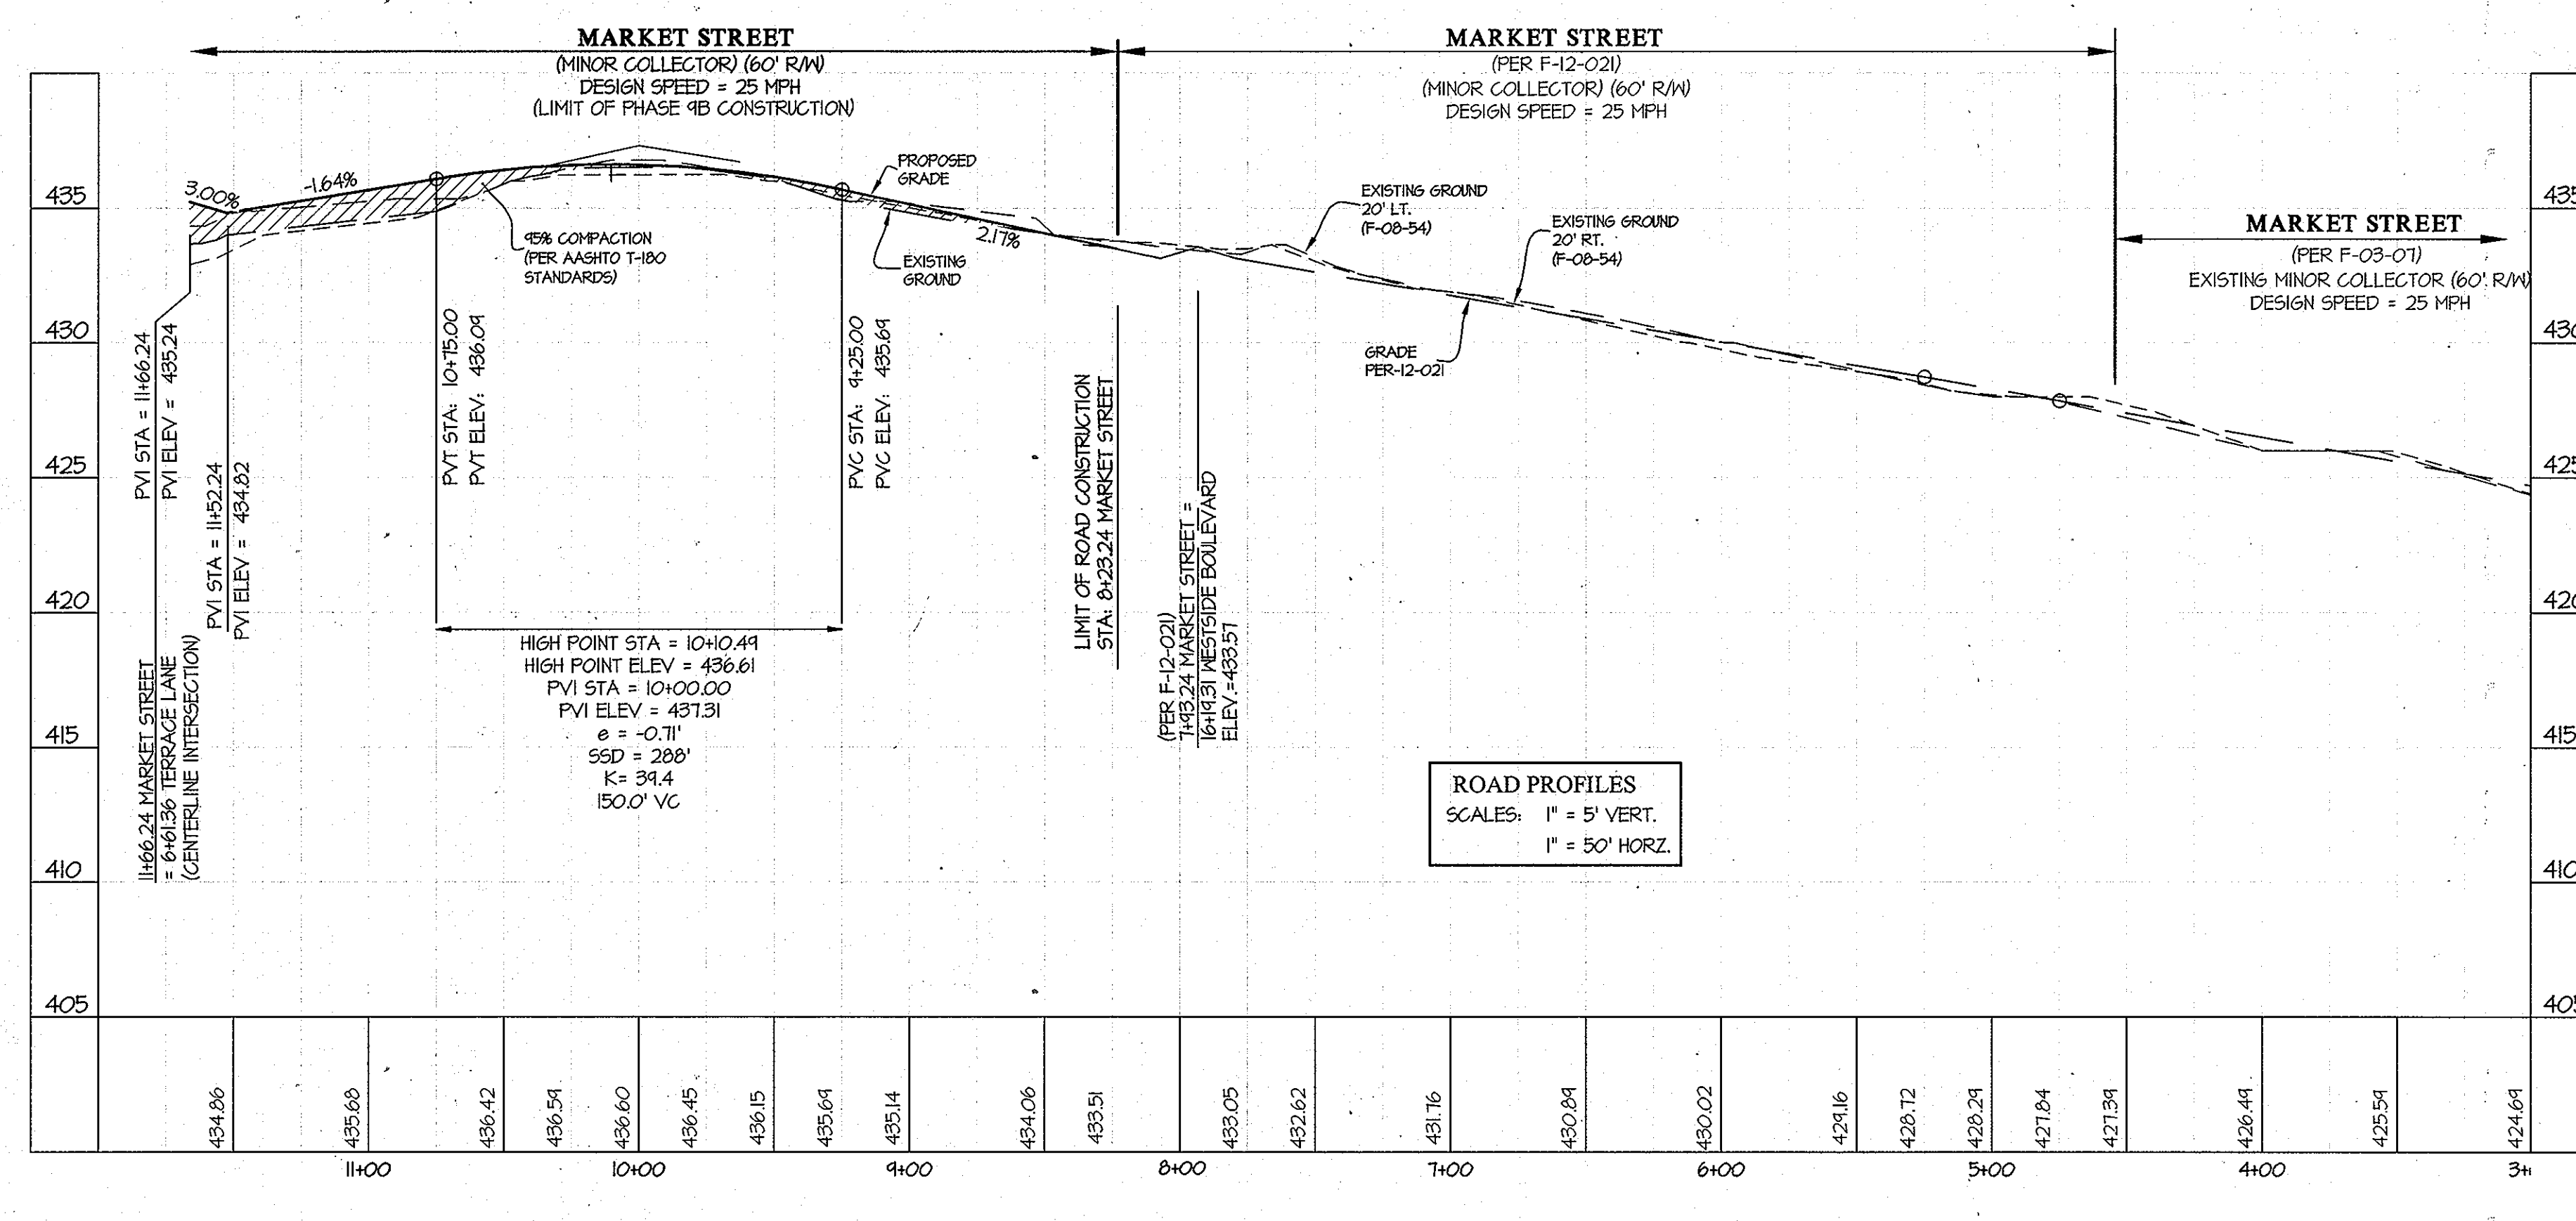 MARKET STREET
(MINOR COLLECTOR) (60' R/W)
DESIGN SPEED = 25 MPH
(LIMIT OF PHASE 9B CONSTRUCTION)
MARKET STREET
(PER F-12-021)
(MINOR COLLECTOR) (60' R/W)
DESIGN SPEED = 25 MPH
MARKET STREET
(PER F-03-07)
EXISTING MINOR COLLECTOR (60' R/W)
DESIGN SPEED = 25 MPH
435
430
425
420
415
410
405
3.00%
-1.64%
2.17%
PROPOSED
GRADE
EXISTING
GROUND
95% COMPACTION
(PER AASHTO T-180
STANDARDS)
EXISTING GROUND
20' LT.
(F-08-54)
EXISTING GROUND
20' RT.
(F-08-54)
GRADE
PER-12-021
PVI STA = 11+66.24
PVI ELEV = 435.24
PVI STA = 11+52.24
PVI ELEV = 434.82
11+66.24 MARKET STREET
= 6+61.36 TERRACE LANE
(CENTERLINE INTERSECTION)
PVT STA: 10+75.00
PVT ELEV: 436.09
PVC STA: 9+25.00
PVC ELEV: 435.69
HIGH POINT STA = 10+10.49
HIGH POINT ELEV = 436.61
PVI STA = 10+00.00
PVI ELEV = 437.31
e = -0.71'
SSD = 288'
K= 39.4
150.0' VC
LIMIT OF ROAD CONSTRUCTION
STA: 8+23.24 MARKET STREET
(PER F-12-021)
7+93.24 MARKET STREET =
16+19.31 WESTSIDE BOULEVARD
ELEV.=433.57
ROAD PROFILES
SCALES: 1" = 5' VERT.
1" = 50' HORZ.
435
425
420
415
410
434.86
435.68
436.42
436.59
436.60
436.45
436.15
435.69
435.14
434.06
433.51
433.05
432.62
431.76
430.89
430.02
429.16
428.72
428.29
427.84
427.39
426.49
425.59
424.69
11+00
10+00
9+00
8+00
7+00
6+00
5+00
4+00